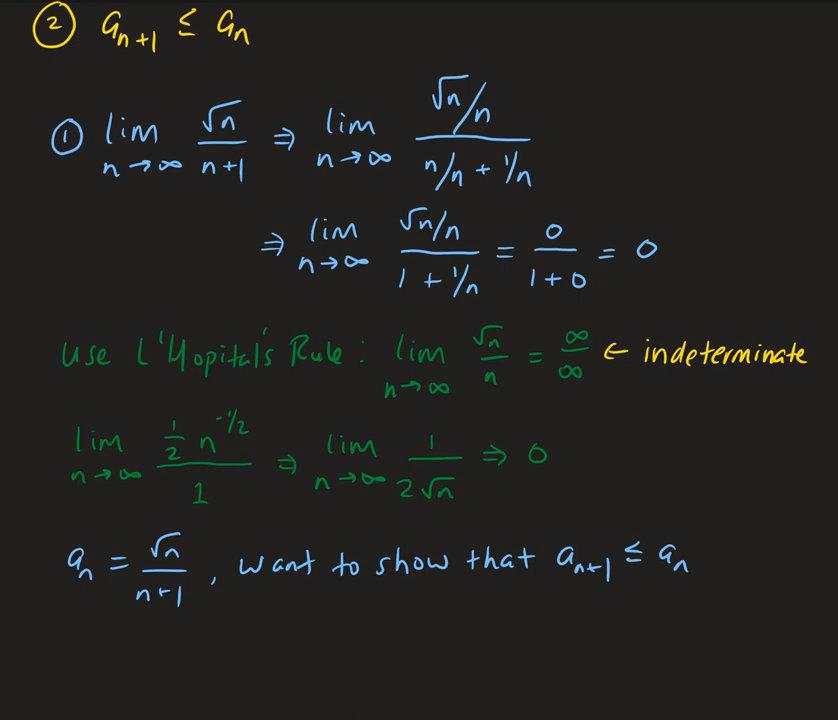 ② a_{n+1} ≤ a_n
① lim_{n→∞} √n/(n+1) ⇒ lim_{n→∞} (√n/n)/(n/n + 1/n)
⇒ lim_{n→∞} (√n/n)/(1 + 1/n) = 0/(1+0) = 0
Use L'Hopital's Rule: lim_{n→∞} √n/n = ∞/∞ ← indeterminate
lim_{n→∞} (1/2 n^{-1/2})/1 ⇒ lim_{n→∞} 1/(2√n) ⇒ 0
a_n = √n/(n+1), want to show that a_{n+1} ≤ a_n